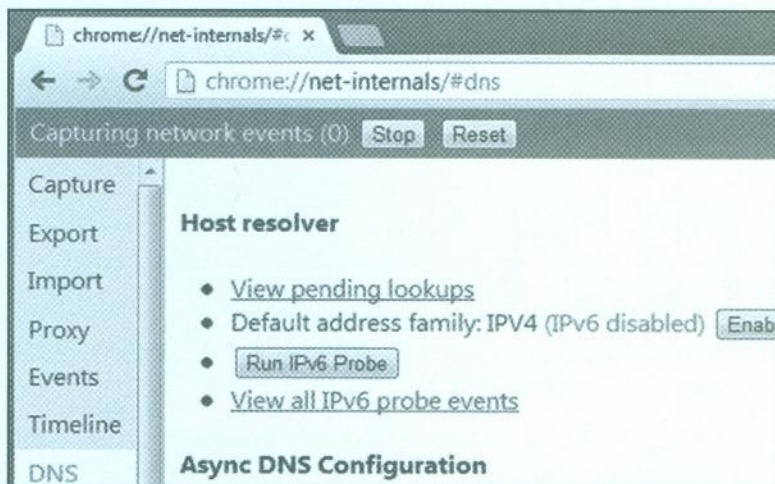 chrome://net-internals/#
chrome://net-internals/#dns
Capturing network events (0) Stop Reset
Capture
Export
Import
Proxy
Events
Timeline
DNS
Host resolver
View pending lookups
Default address family: IPV4 (IPv6 disabled) Enab
Run IPv6 Probe
View all IPv6 probe events
Async DNS Configuration